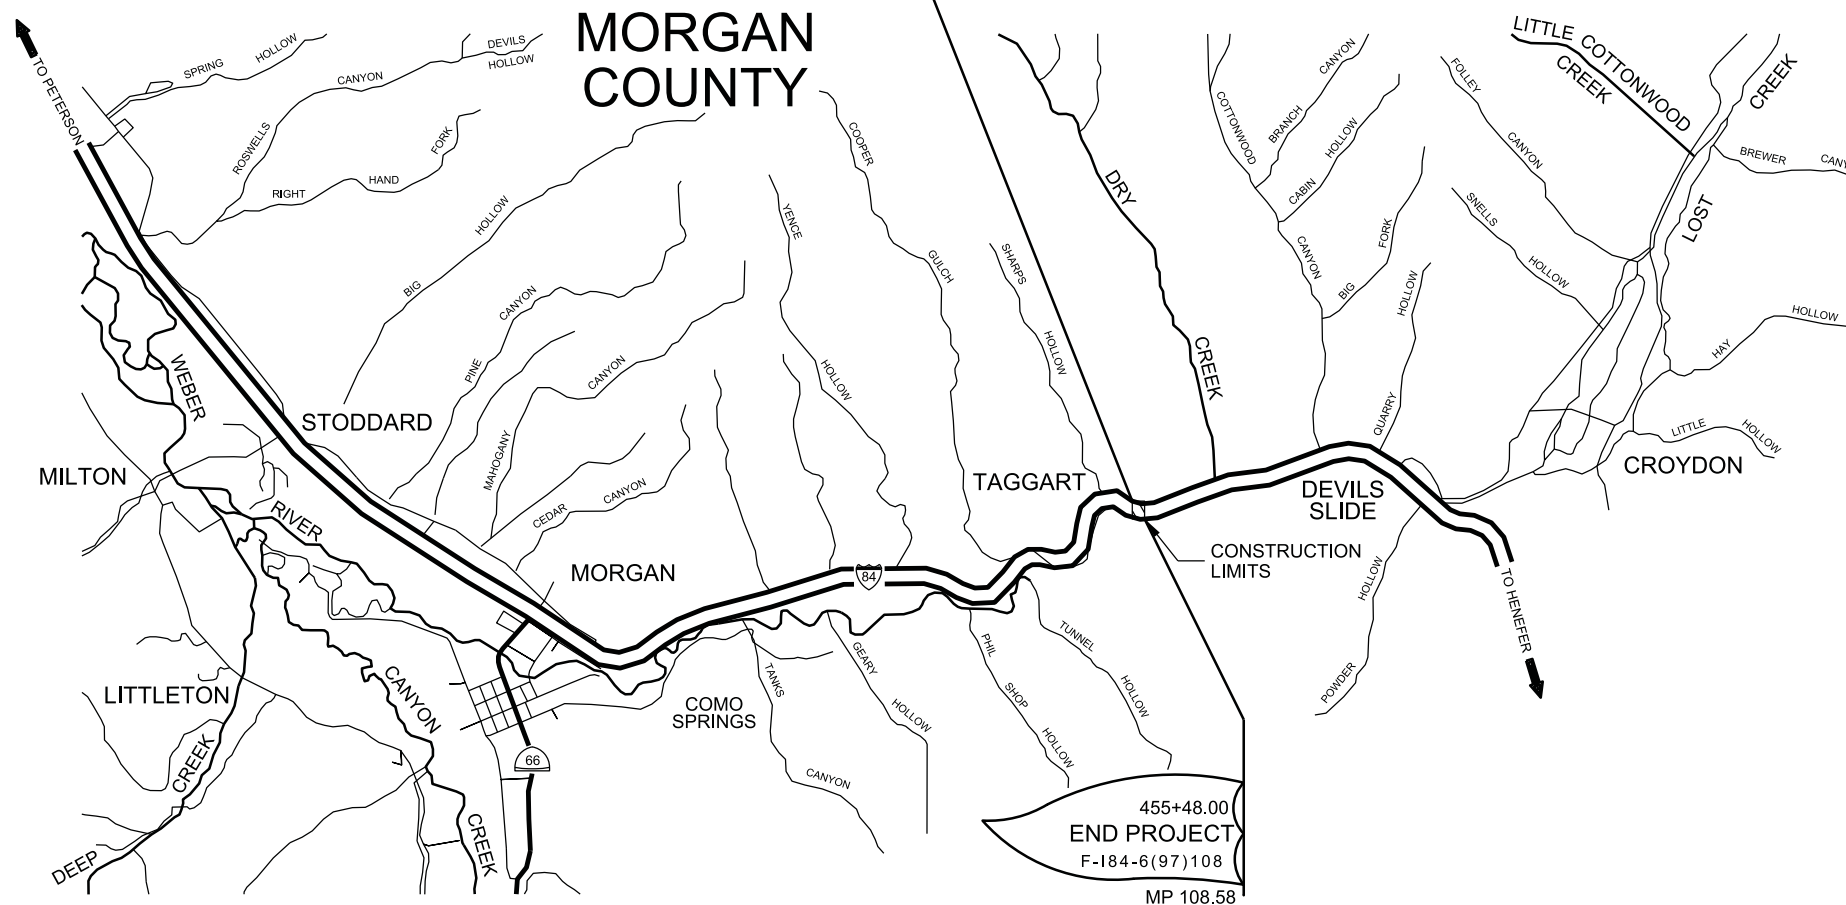 MORGAN
COUNTY
TO PETERSON
SPRING HOLLOW
ROSWELLS CANYON
DEVILS
HOLLOW
RIGHT HAND FORK
BIG HOLLOW
PINE CANYON
MAHOGANY CANYON
CEDAR CANYON
YENCE HOLLOW
COOPER GULCH
SHARPS HOLLOW
DRY CREEK
COTTONWOOD CANYON
BRANCH CANYON
CABIN HOLLOW
BIG FORK
QUARRY HOLLOW
FOLLEY CANYON
SNELLS HOLLOW
LITTLE COTTONWOOD
CREEK
LOST CREEK
BREWER CANY
HAY HOLLOW
LITTLE HOLLOW
CROYDON
WEBER RIVER
STODDARD
MILTON
MORGAN
84
TAGGART
DEVILS
SLIDE
CONSTRUCTION
LIMITS
TO HENEFER
POWDER HOLLOW
LITTLETON
DEEP CREEK
CANYON CREEK
66
COMO
SPRINGS
TANKS CANYON
GEARY HOLLOW
PHIL SHOP HOLLOW
TUNNEL HOLLOW
455+48.00
END PROJECT
F-I84-6(97)108
MP 108.58